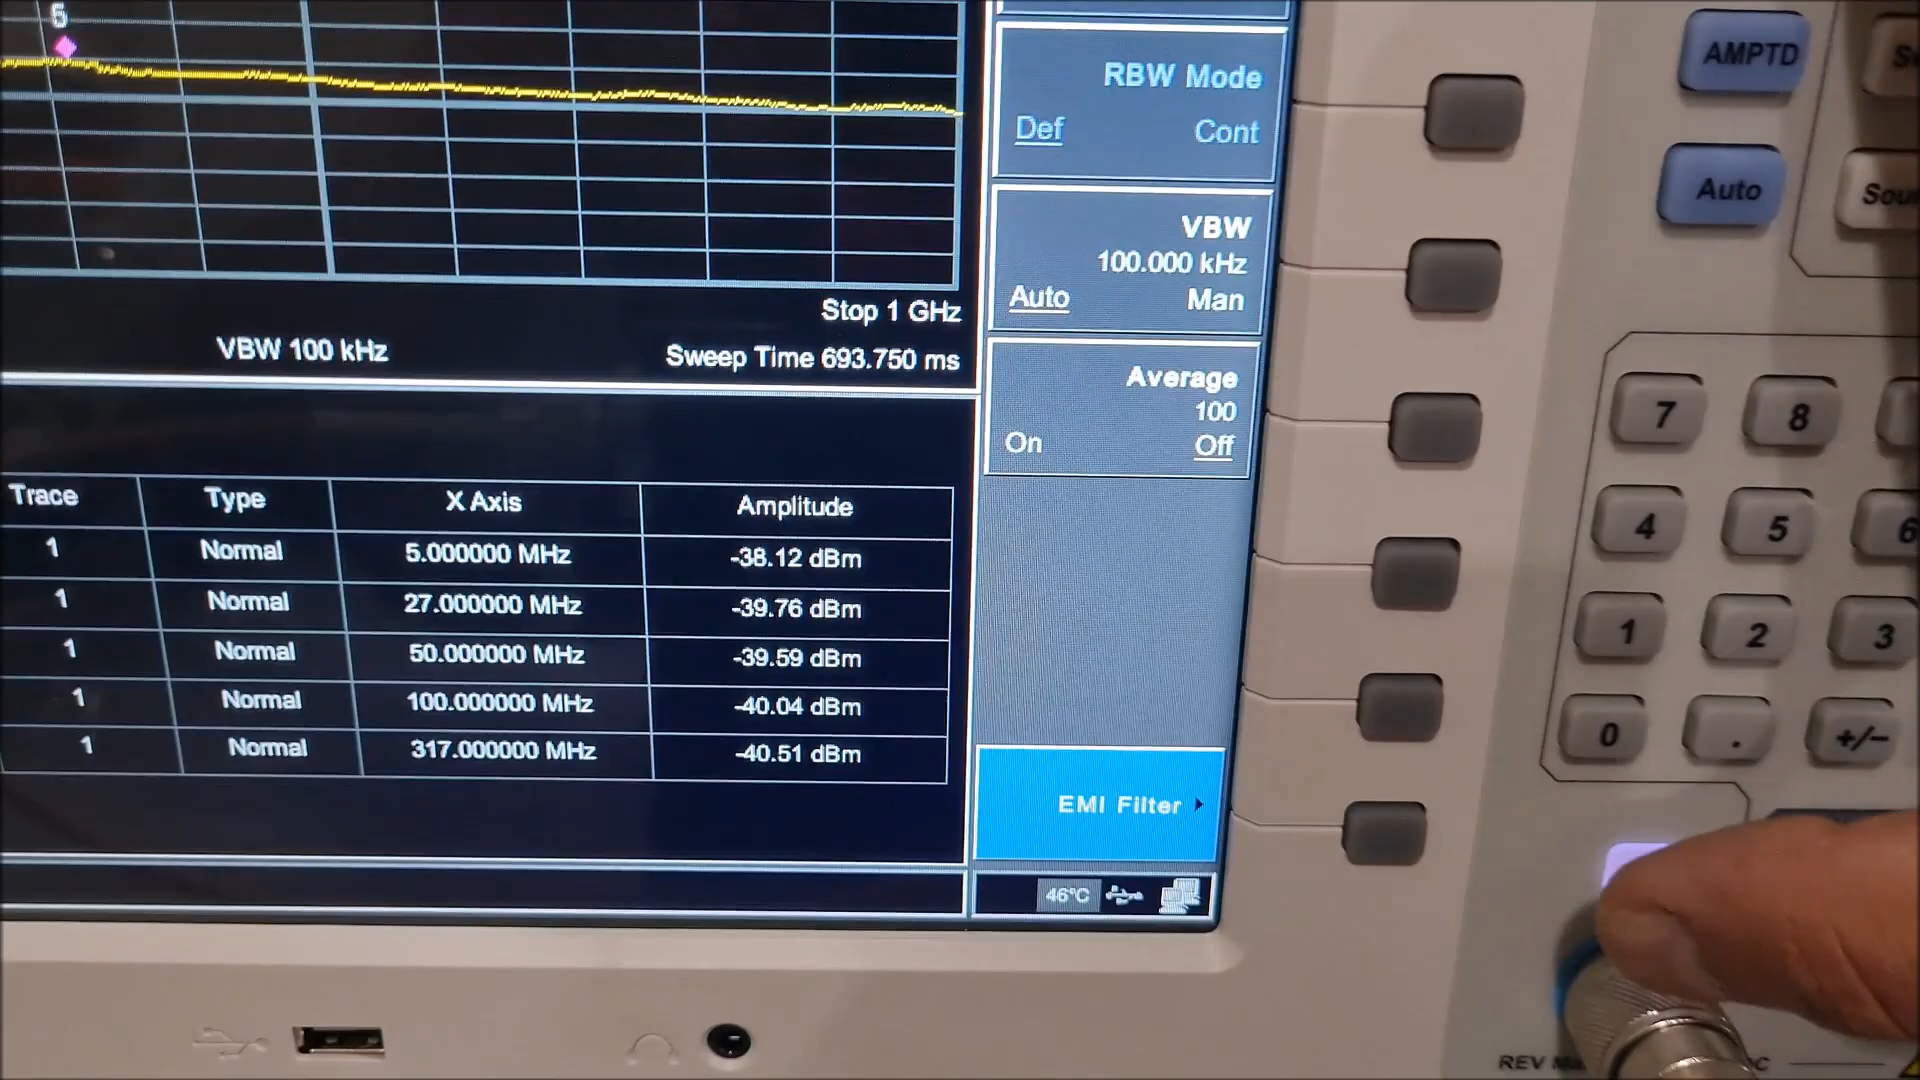 5
Stop 1 GHz
VBW 100 kHz
Sweep Time 693.750 ms
Trace Type X Axis Amplitude
1 Normal 5.000000 MHz -38.12 dBm
1 Normal 27.000000 MHz -39.76 dBm
1 Normal 50.000000 MHz -39.59 dBm
1 Normal 100.000000 MHz -40.04 dBm
1 Normal 317.000000 MHz -40.51 dBm
RBW Mode
Def Cont
VBW
100.000 kHz
Auto Man
Average
100
On Off
EMI Filter
46°C
AMPTD
Auto
7 8
4 5 6
1 2 3
0 . +/-
REV